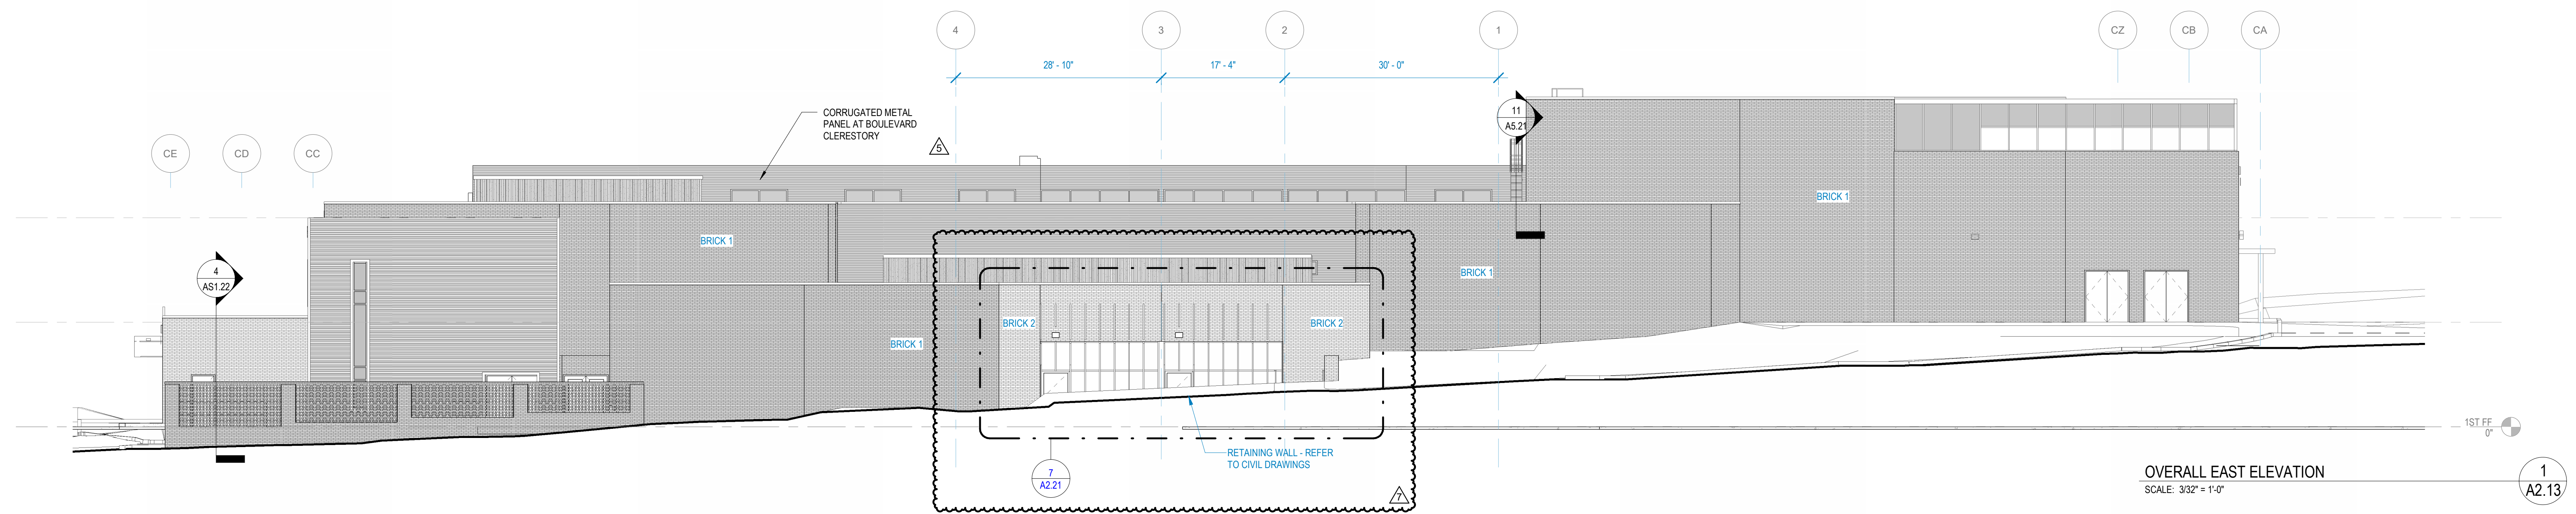 4
3
2
1
CZ
CB
CA
28' - 10"
17' - 4"
30' - 0"
CORRUGATED METAL
PANEL AT BOULEVARD
CLERESTORY
11
A5.21
5
CE
CD
CC
BRICK 1
BRICK 1
BRICK 1
4
AS1.22
BRICK 2
BRICK 2
BRICK 1
1ST FF
0"
RETAINING WALL - REFER
TO CIVIL DRAWINGS
7
A2.21
7
OVERALL EAST ELEVATION
SCALE: 3/32" = 1'-0"
1
A2.13